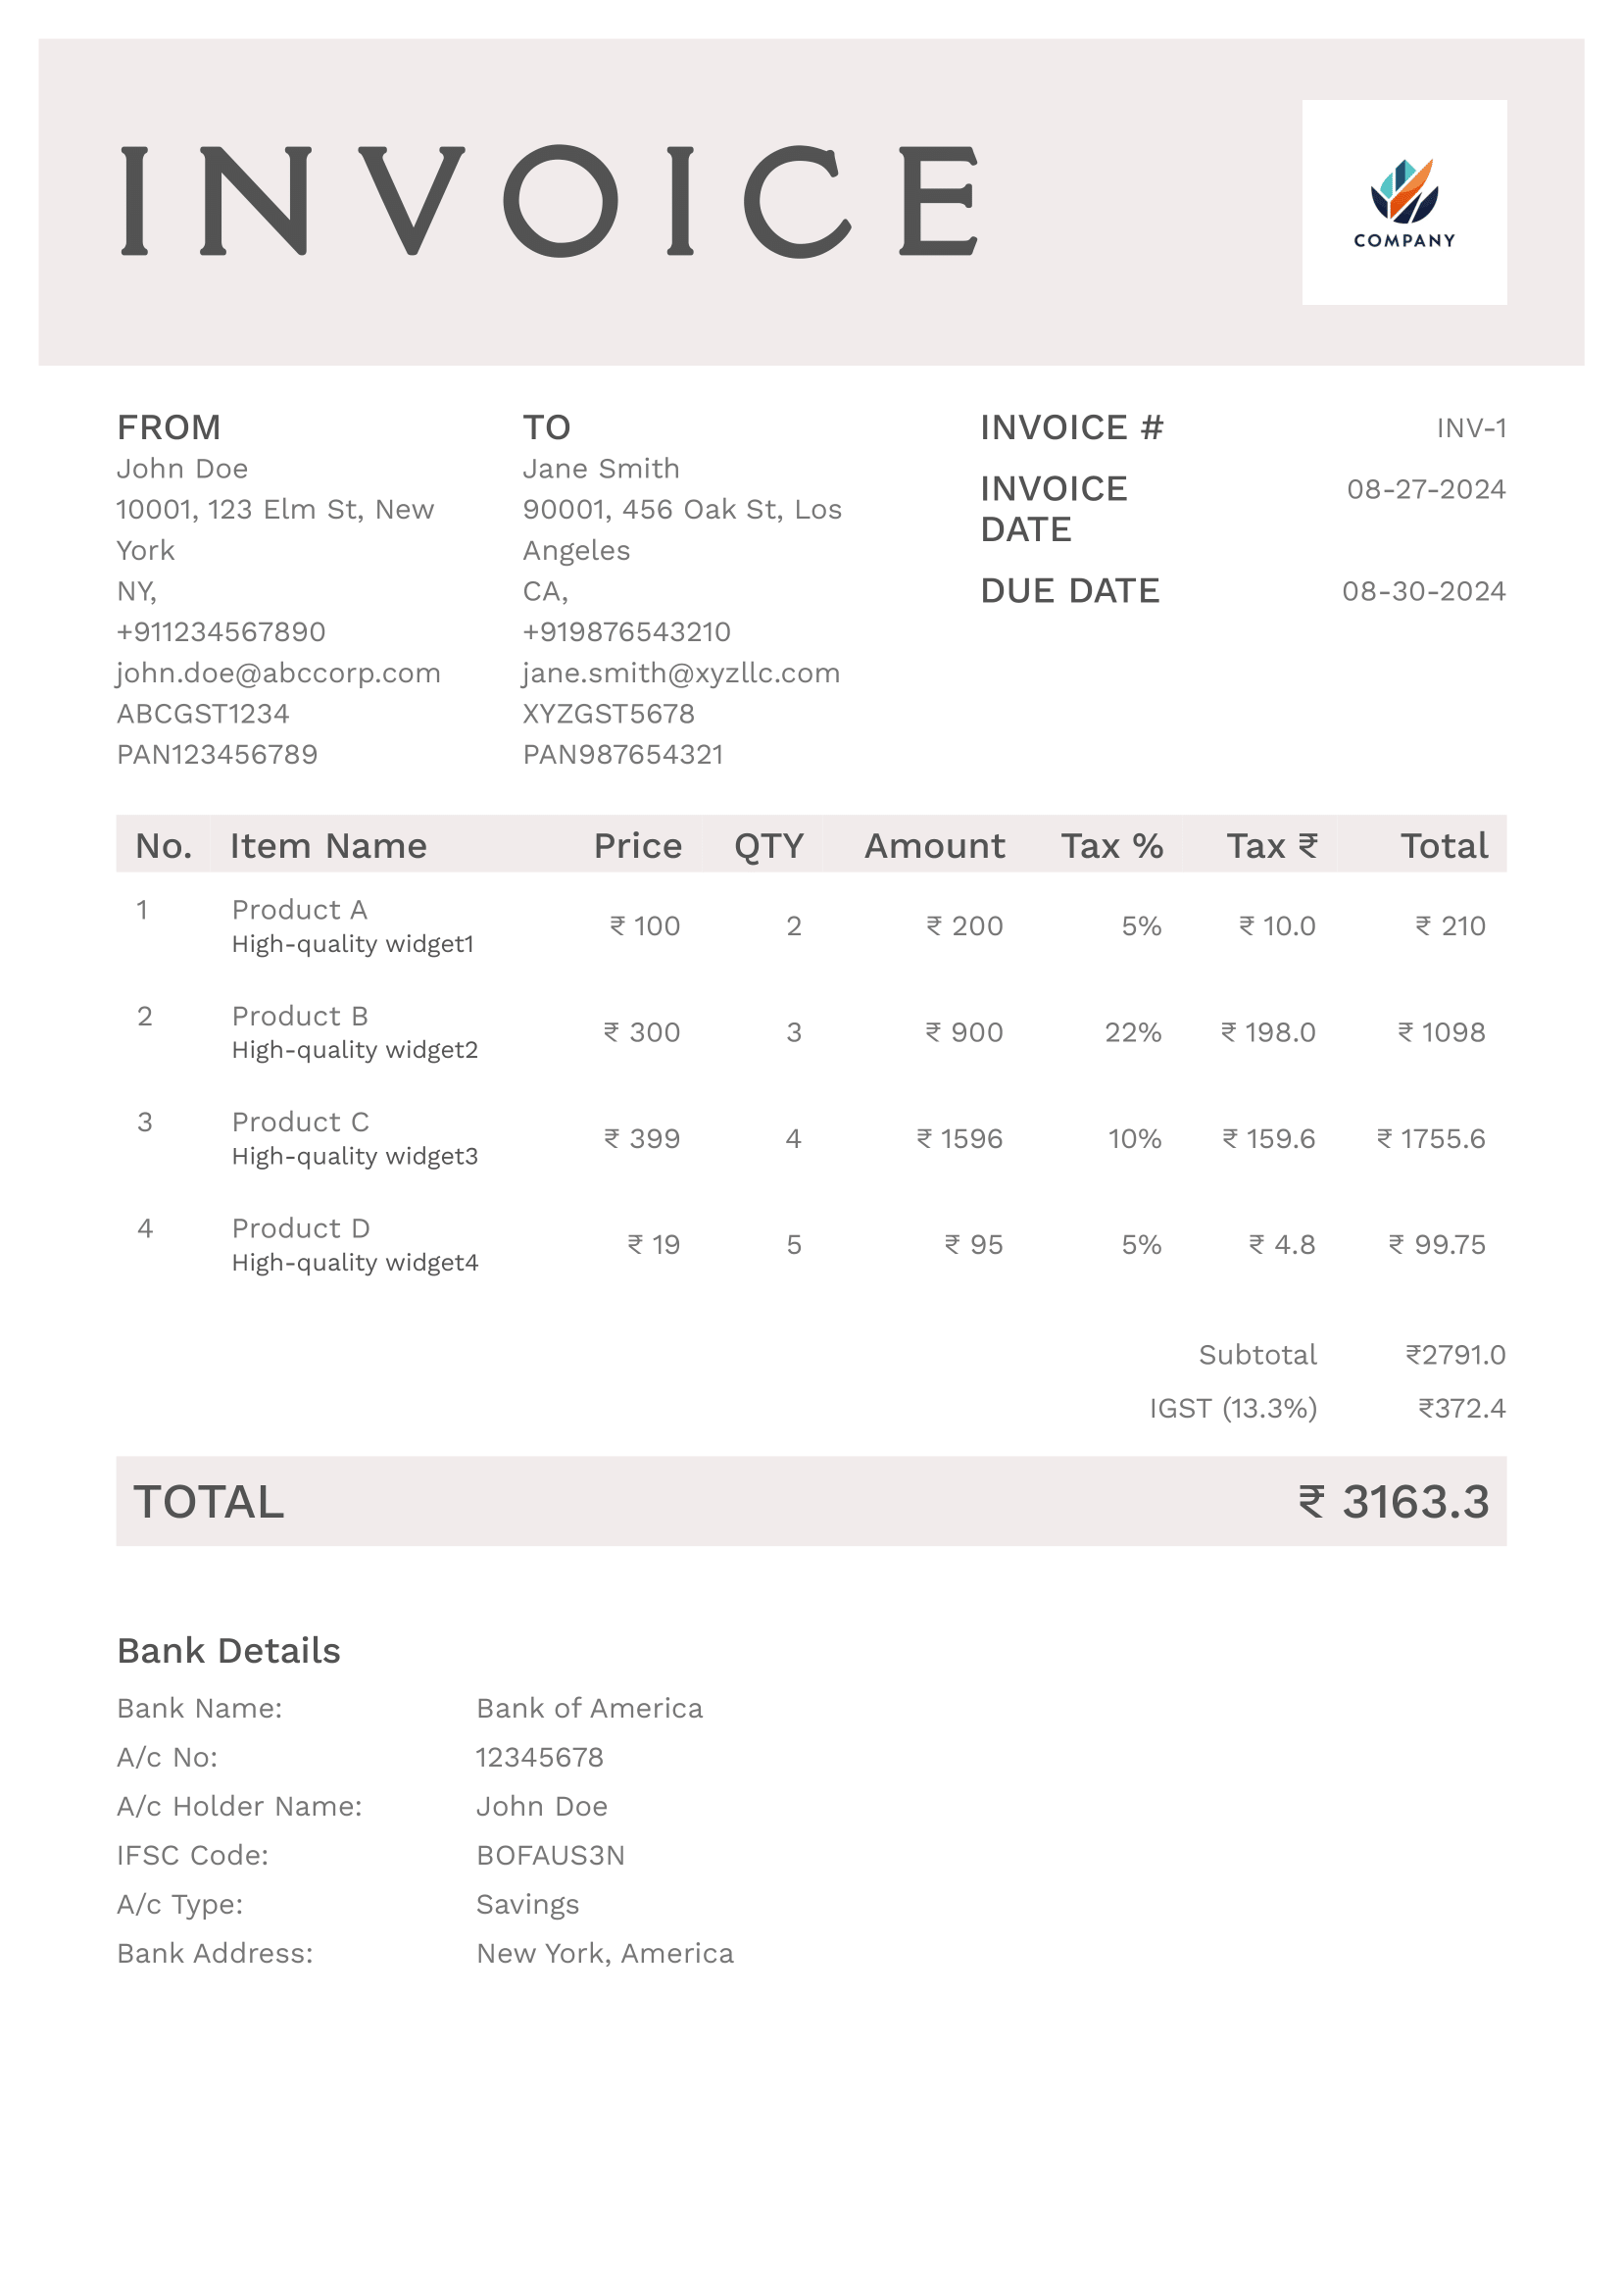 INVOICE
COMPANY
FROM
John Doe
10001, 123 Elm St, New
York
NY,
+911234567890
john.doe@abccorp.com
ABCGST1234
PAN123456789
TO
Jane Smith
90001, 456 Oak St, Los
Angeles
CA,
+919876543210
jane.smith@xyzllc.com
XYZGST5678
PAN987654321
INVOICE # INV-1
INVOICE 08-27-2024
DATE
DUE DATE 08-30-2024
No. Item Name Price QTY Amount Tax % Tax ₹ Total
1 Product A ₹ 100 2 ₹ 200 5% ₹ 10.0 ₹ 210
High-quality widget1
2 Product B ₹ 300 3 ₹ 900 22% ₹ 198.0 ₹ 1098
High-quality widget2
3 Product C ₹ 399 4 ₹ 1596 10% ₹ 159.6 ₹ 1755.6
High-quality widget3
4 Product D ₹ 19 5 ₹ 95 5% ₹ 4.8 ₹ 99.75
High-quality widget4
Subtotal ₹2791.0
IGST (13.3%) ₹372.4
TOTAL ₹ 3163.3
Bank Details
Bank Name: Bank of America
A/c No: 12345678
A/c Holder Name: John Doe
IFSC Code: BOFAUS3N
A/c Type: Savings
Bank Address: New York, America